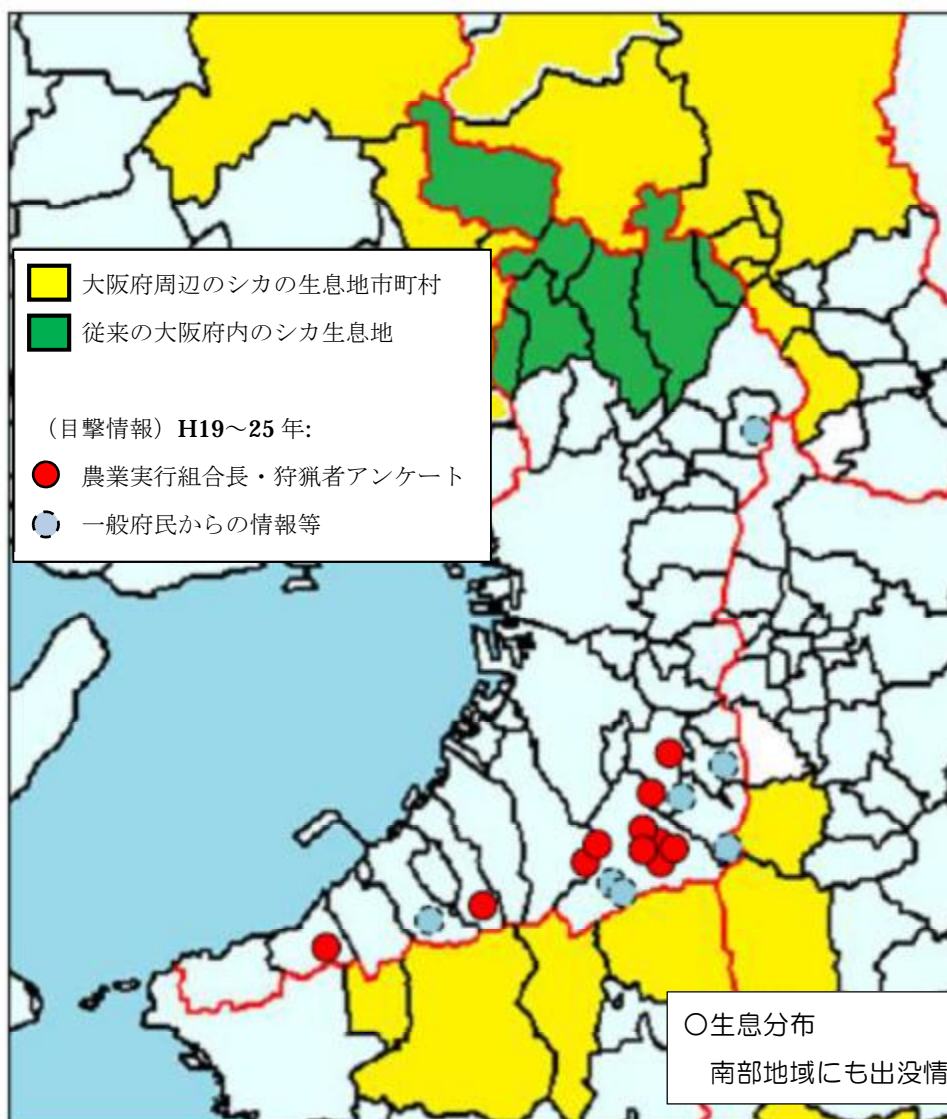 大阪府周辺のシカの生息地市町村
従来の大阪府内のシカ生息地
（目撃情報）H19～25年:
農業実行組合長・狩猟者アンケート
一般府民からの情報等
〇生息分布
南部地域にも出没情